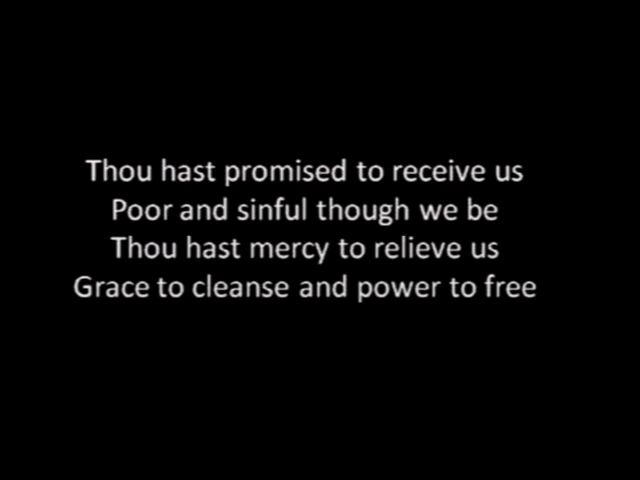 Thou hast promised to receive us
Poor and sinful though we be
Thou hast mercy to relieve us
Grace to cleanse and power to free